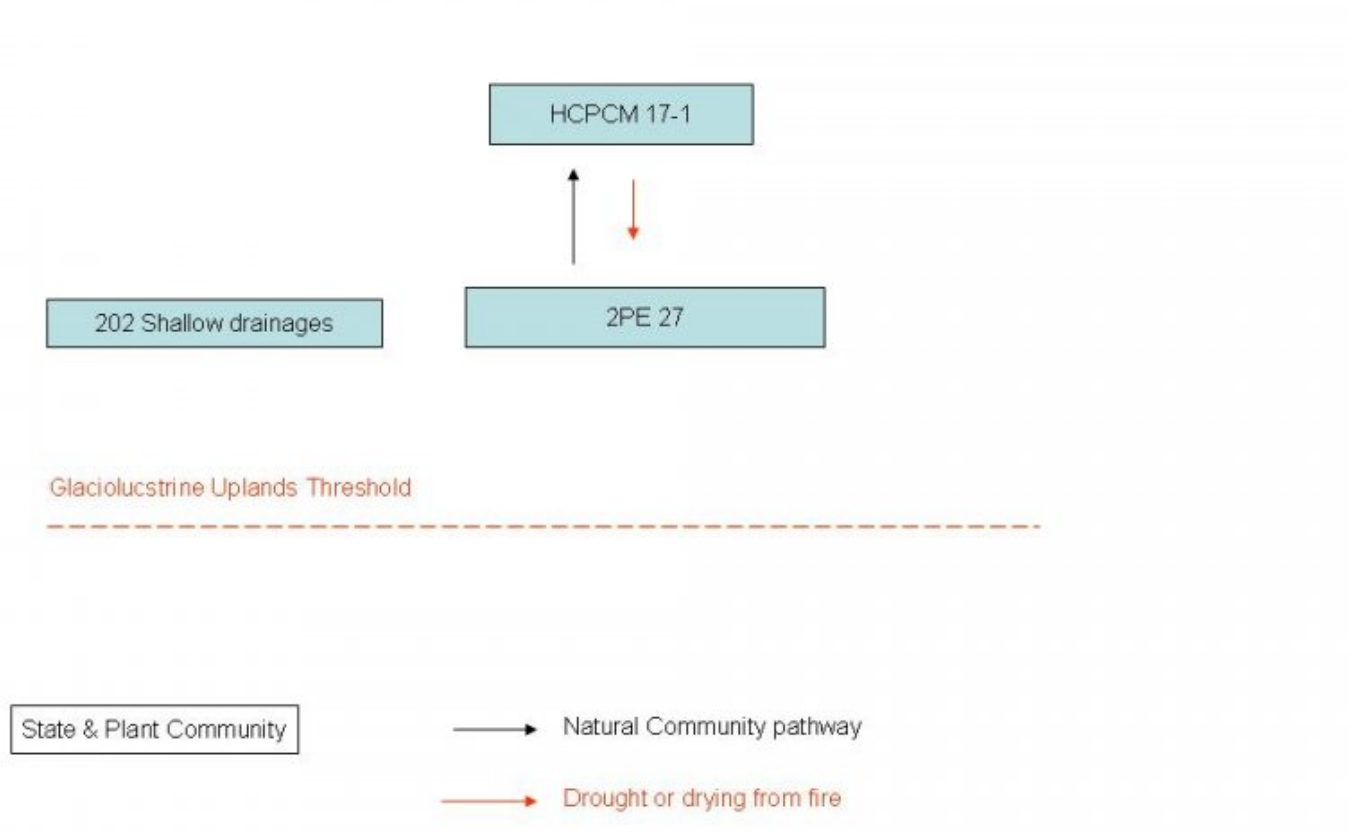 HCPCM 17-1
202 Shallow drainages
2PE 27
Glaciolucstrine Uplands Threshold
State & Plant Community
Natural Community pathway
Drought or drying from fire